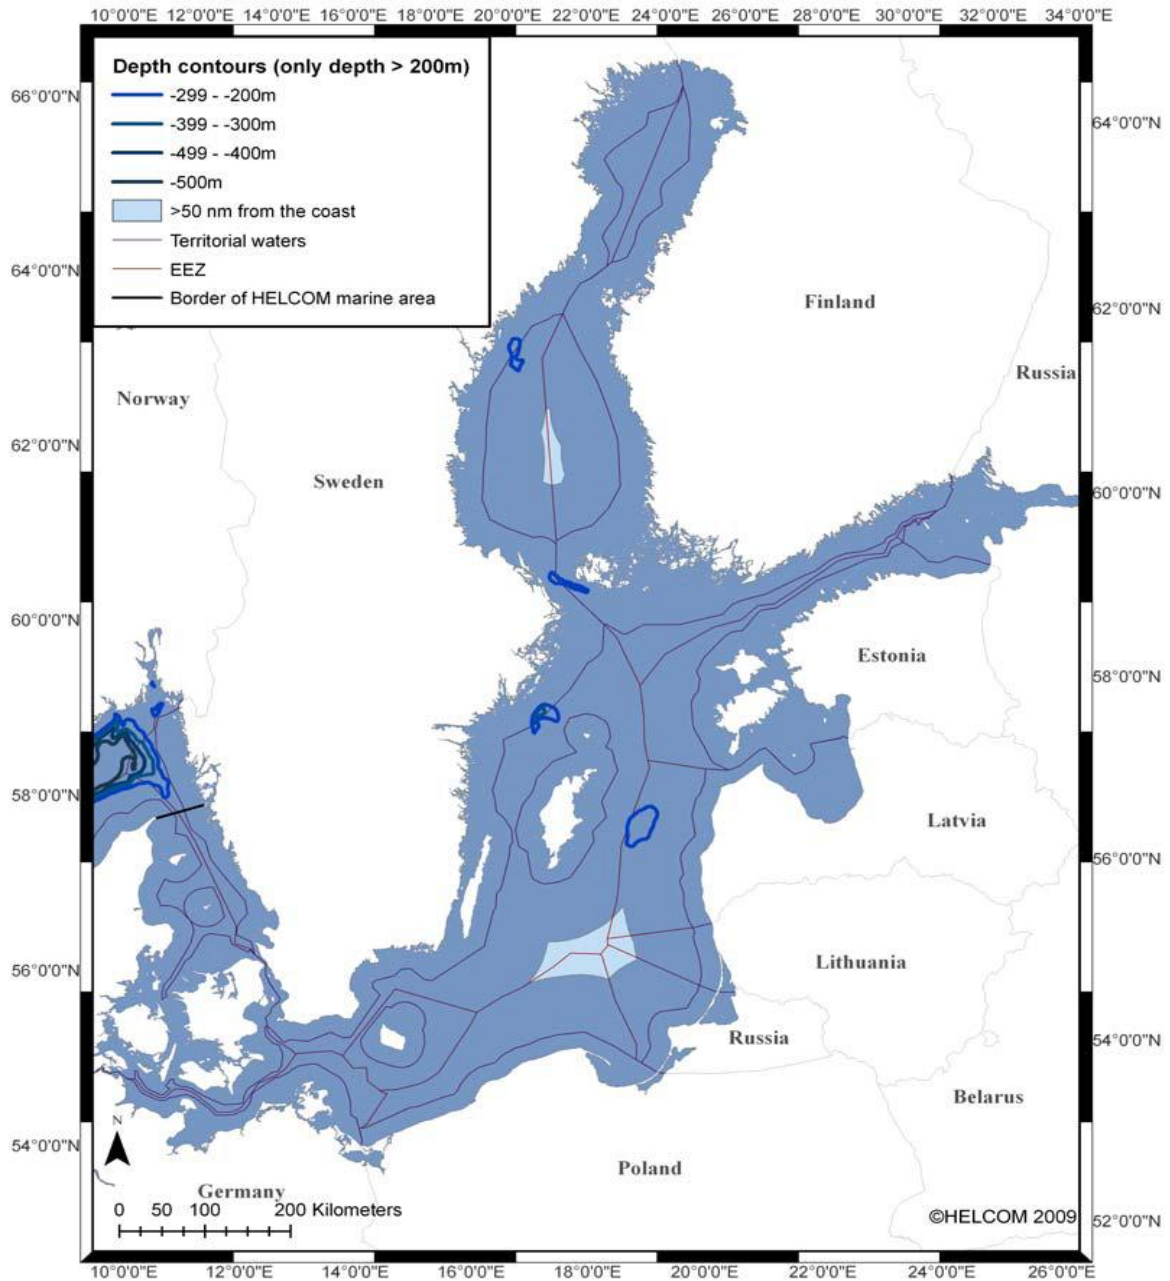 10°0'0"E 12°0'0"E 14°0'0"E 16°0'0"E 18°0'0"E 20°0'0"E 22°0'0"E 24°0'0"E 26°0'0"E 28°0'0"E 30°0'0"E 32°0'0"E 34°0'0"E
Depth contours (only depth > 200m)
-299 - -200m
-399 - -300m
-499 - -400m
-500m
>50 nm from the coast
Territorial waters
EEZ
Border of HELCOM marine area
66°0'0"N
64°0'0"N
64°0'0"N
Finland
62°0'0"N
Russia
Norway
62°0'0"N
Sweden
60°0'0"N
60°0'0"N
Estonia
58°0'0"N
58°0'0"N
Latvia
56°0'0"N
Lithuania
56°0'0"N
Russia
54°0'0"N
Belarus
N
54°0'0"N
Poland
Germany
0 50 100 200 Kilometers
©HELCOM 2009
52°0'0"N
10°0'0"E 12°0'0"E 14°0'0"E 16°0'0"E 18°0'0"E 20°0'0"E 22°0'0"E 24°0'0"E 26°0'0"E